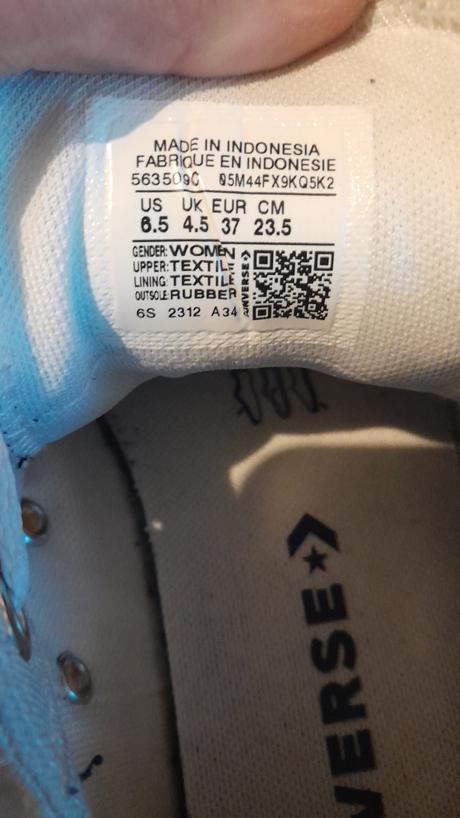 MADE IN INDONESIA
FABRIQUE EN INDONESIE
563509C 05M44FX9KQ5K2
US UK EUR CM
6.5 4.5 37 23.5
GENDER: WOMEN
UPPER: TEXTILE
LINING: TEXTILE
OUTSOLE: RUBBER
CONVERSE
6S 2312 A34
VERSE